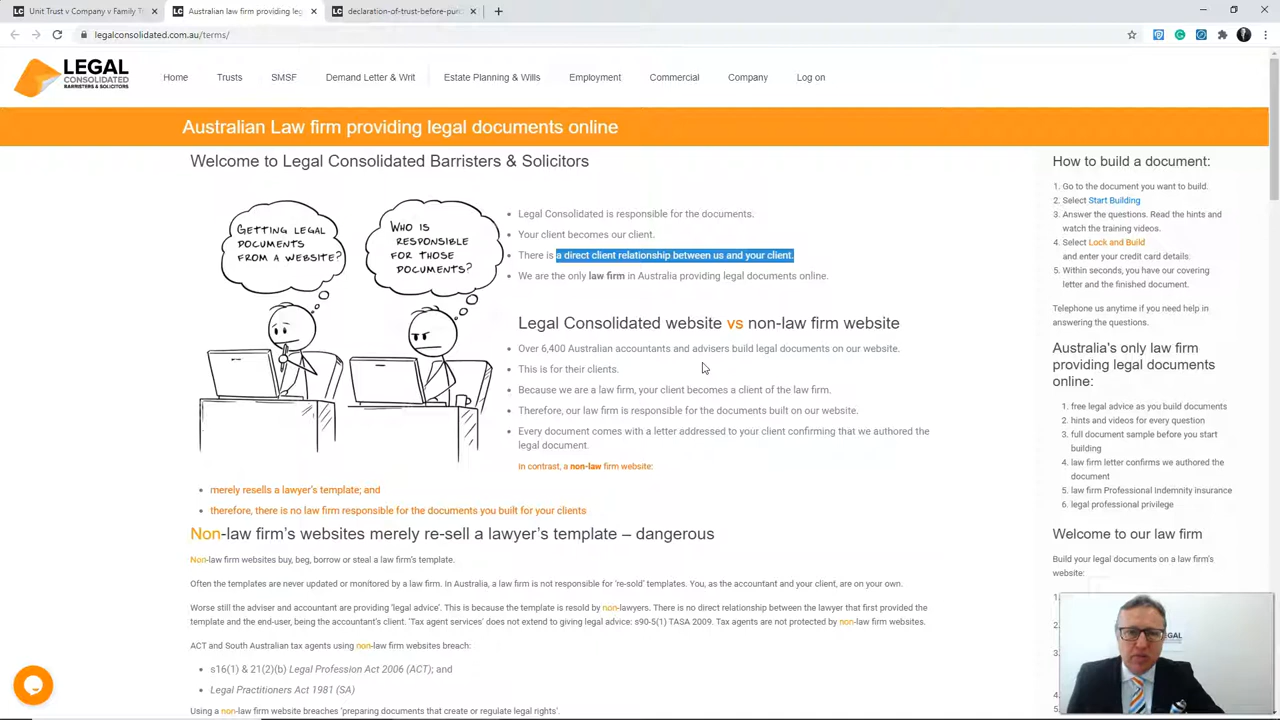 Unit Trust v Company v Family T
Australian law firm providing leg
declaration-of-trust-before-pur
legalconsolidated.com.au/terms/
LEGAL
CONSOLIDATED
BARRISTERS & SOLICITORS
Home
Trusts
SMSF
Demand Letter & Writ
Estate Planning & Wills
Employment
Commercial
Company
Log on
Australian Law firm providing legal documents online
Welcome to Legal Consolidated Barristers & Solicitors
GETTING LEGAL
DOCUMENTS
FROM A WEBSITE?
WHO IS
RESPONSIBLE
FOR THOSE
DOCUMENTS?
• Legal Consolidated is responsible for the documents.
• Your client becomes our client.
• There is a direct client relationship between us and your client.
• We are the only law firm in Australia providing legal documents online.
Legal Consolidated website vs non-law firm website
• Over 6,400 Australian accountants and advisers build legal documents on our website.
• This is for their clients.
• Because we are a law firm, your client becomes a client of the law firm.
• Therefore, our law firm is responsible for the documents built on our website.
• Every document comes with a letter addressed to your client confirming that we authored the
legal document.
In contrast, a non-law firm website:
• merely resells a lawyer's template; and
• therefore, there is no law firm responsible for the documents you built for your clients
Non-law firm's websites merely re-sell a lawyer's template – dangerous
Non-law firm websites buy, beg, borrow or steal a law firm's template.
Often the templates are never updated or monitored by a law firm. In Australia, a law firm is not responsible for 're-sold' templates. You, as the accountant and your client, are on your own.
Worse still the adviser and accountant are providing 'legal advice'. This is because the template is resold by non-lawyers. There is no direct relationship between the lawyer that first provided the
template and the end-user, being the accountant's client. 'Tax agent services' does not extend to giving legal advice: s90-5(1) TASA 2009. Tax agents are not protected by non-law firm websites.
ACT and South Australian tax agents using non-law firm websites breach:
• s16(1) & 21(2)(b) Legal Profession Act 2006 (ACT); and
• Legal Practitioners Act 1981 (SA)
Using a non-law firm website breaches 'preparing documents that create or regulate legal rights'.
How to build a document:
1. Go to the document you want to build.
2. Select Start Building
3. Answer the questions. Read the hints and
watch the training videos.
4. Select Lock and Build
and enter your credit card details.
5. Within seconds, you have our covering
letter and the finished document.
Telephone us anytime if you need help in
answering the questions.
Australia's only law firm
providing legal documents
online:
1. free legal advice as you build documents
2. hints and videos for every question
3. full document sample before you start
building
4. law firm letter confirms we authored the
document
5. law firm Professional Indemnity insurance
6. legal professional privilege
Welcome to our law firm
Build your legal documents on a law firm's
website:
1.
2.
3.
4.
5.
LEGAL